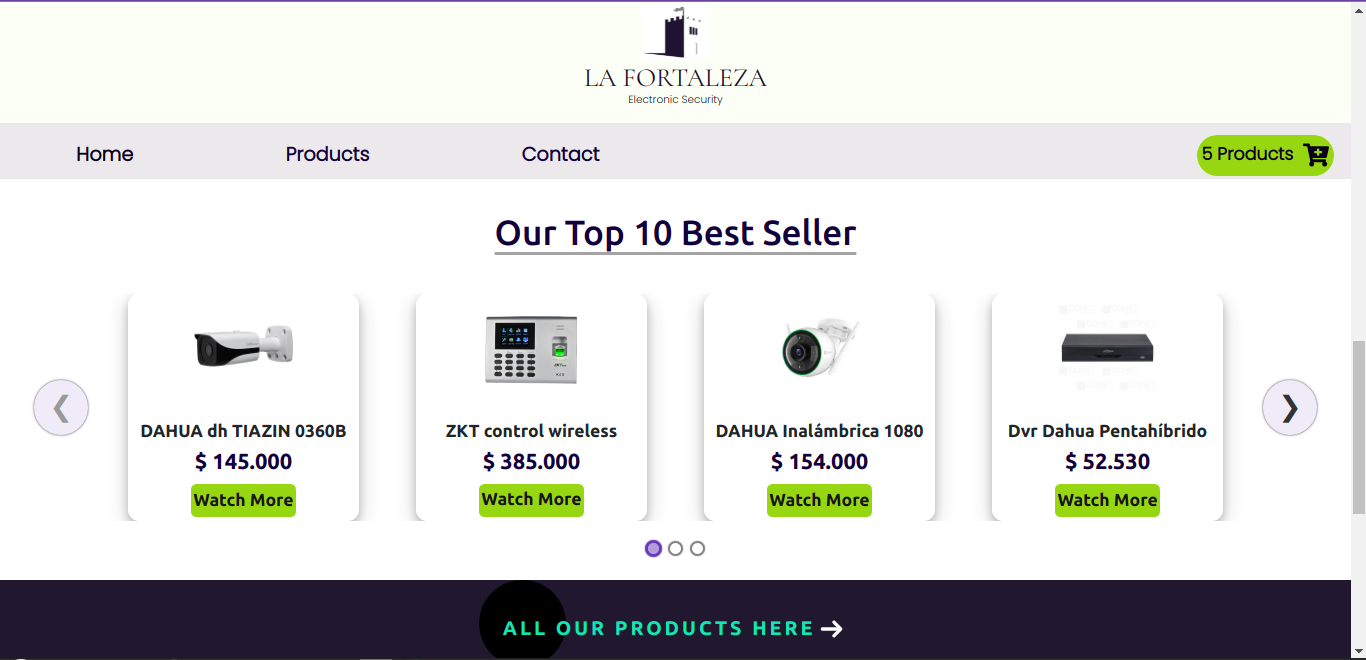 LA FORTALEZA
Electronic Security
Home Products Contact 5 Products
Our Top 10 Best Seller
DAHUA dh TIAZIN 0360B
$ 145.000
Watch More
ZKT control wireless
$ 385.000
Watch More
DAHUA Inalámbrica 1080
$ 154.000
Watch More
Dvr Dahua Pentahíbrido
$ 52.530
Watch More
ALL OUR PRODUCTS HERE